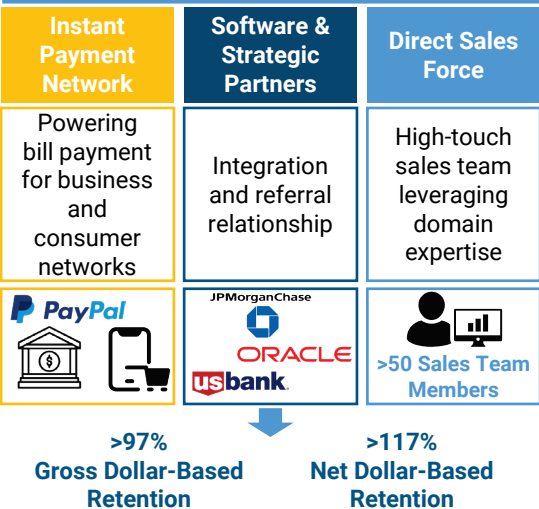 Instant
Payment
Network
Software &
Strategic
Partners
Direct Sales
Force
Powering
bill payment
for business
and
consumer
networks
Integration
and referral
relationship
High-touch
sales team
leveraging
domain
expertise
PayPal
$
JPMorganChase
ORACLE
usbank.
>50 Sales Team
Members
>97%
Gross Dollar-Based
Retention
>117%
Net Dollar-Based
Retention